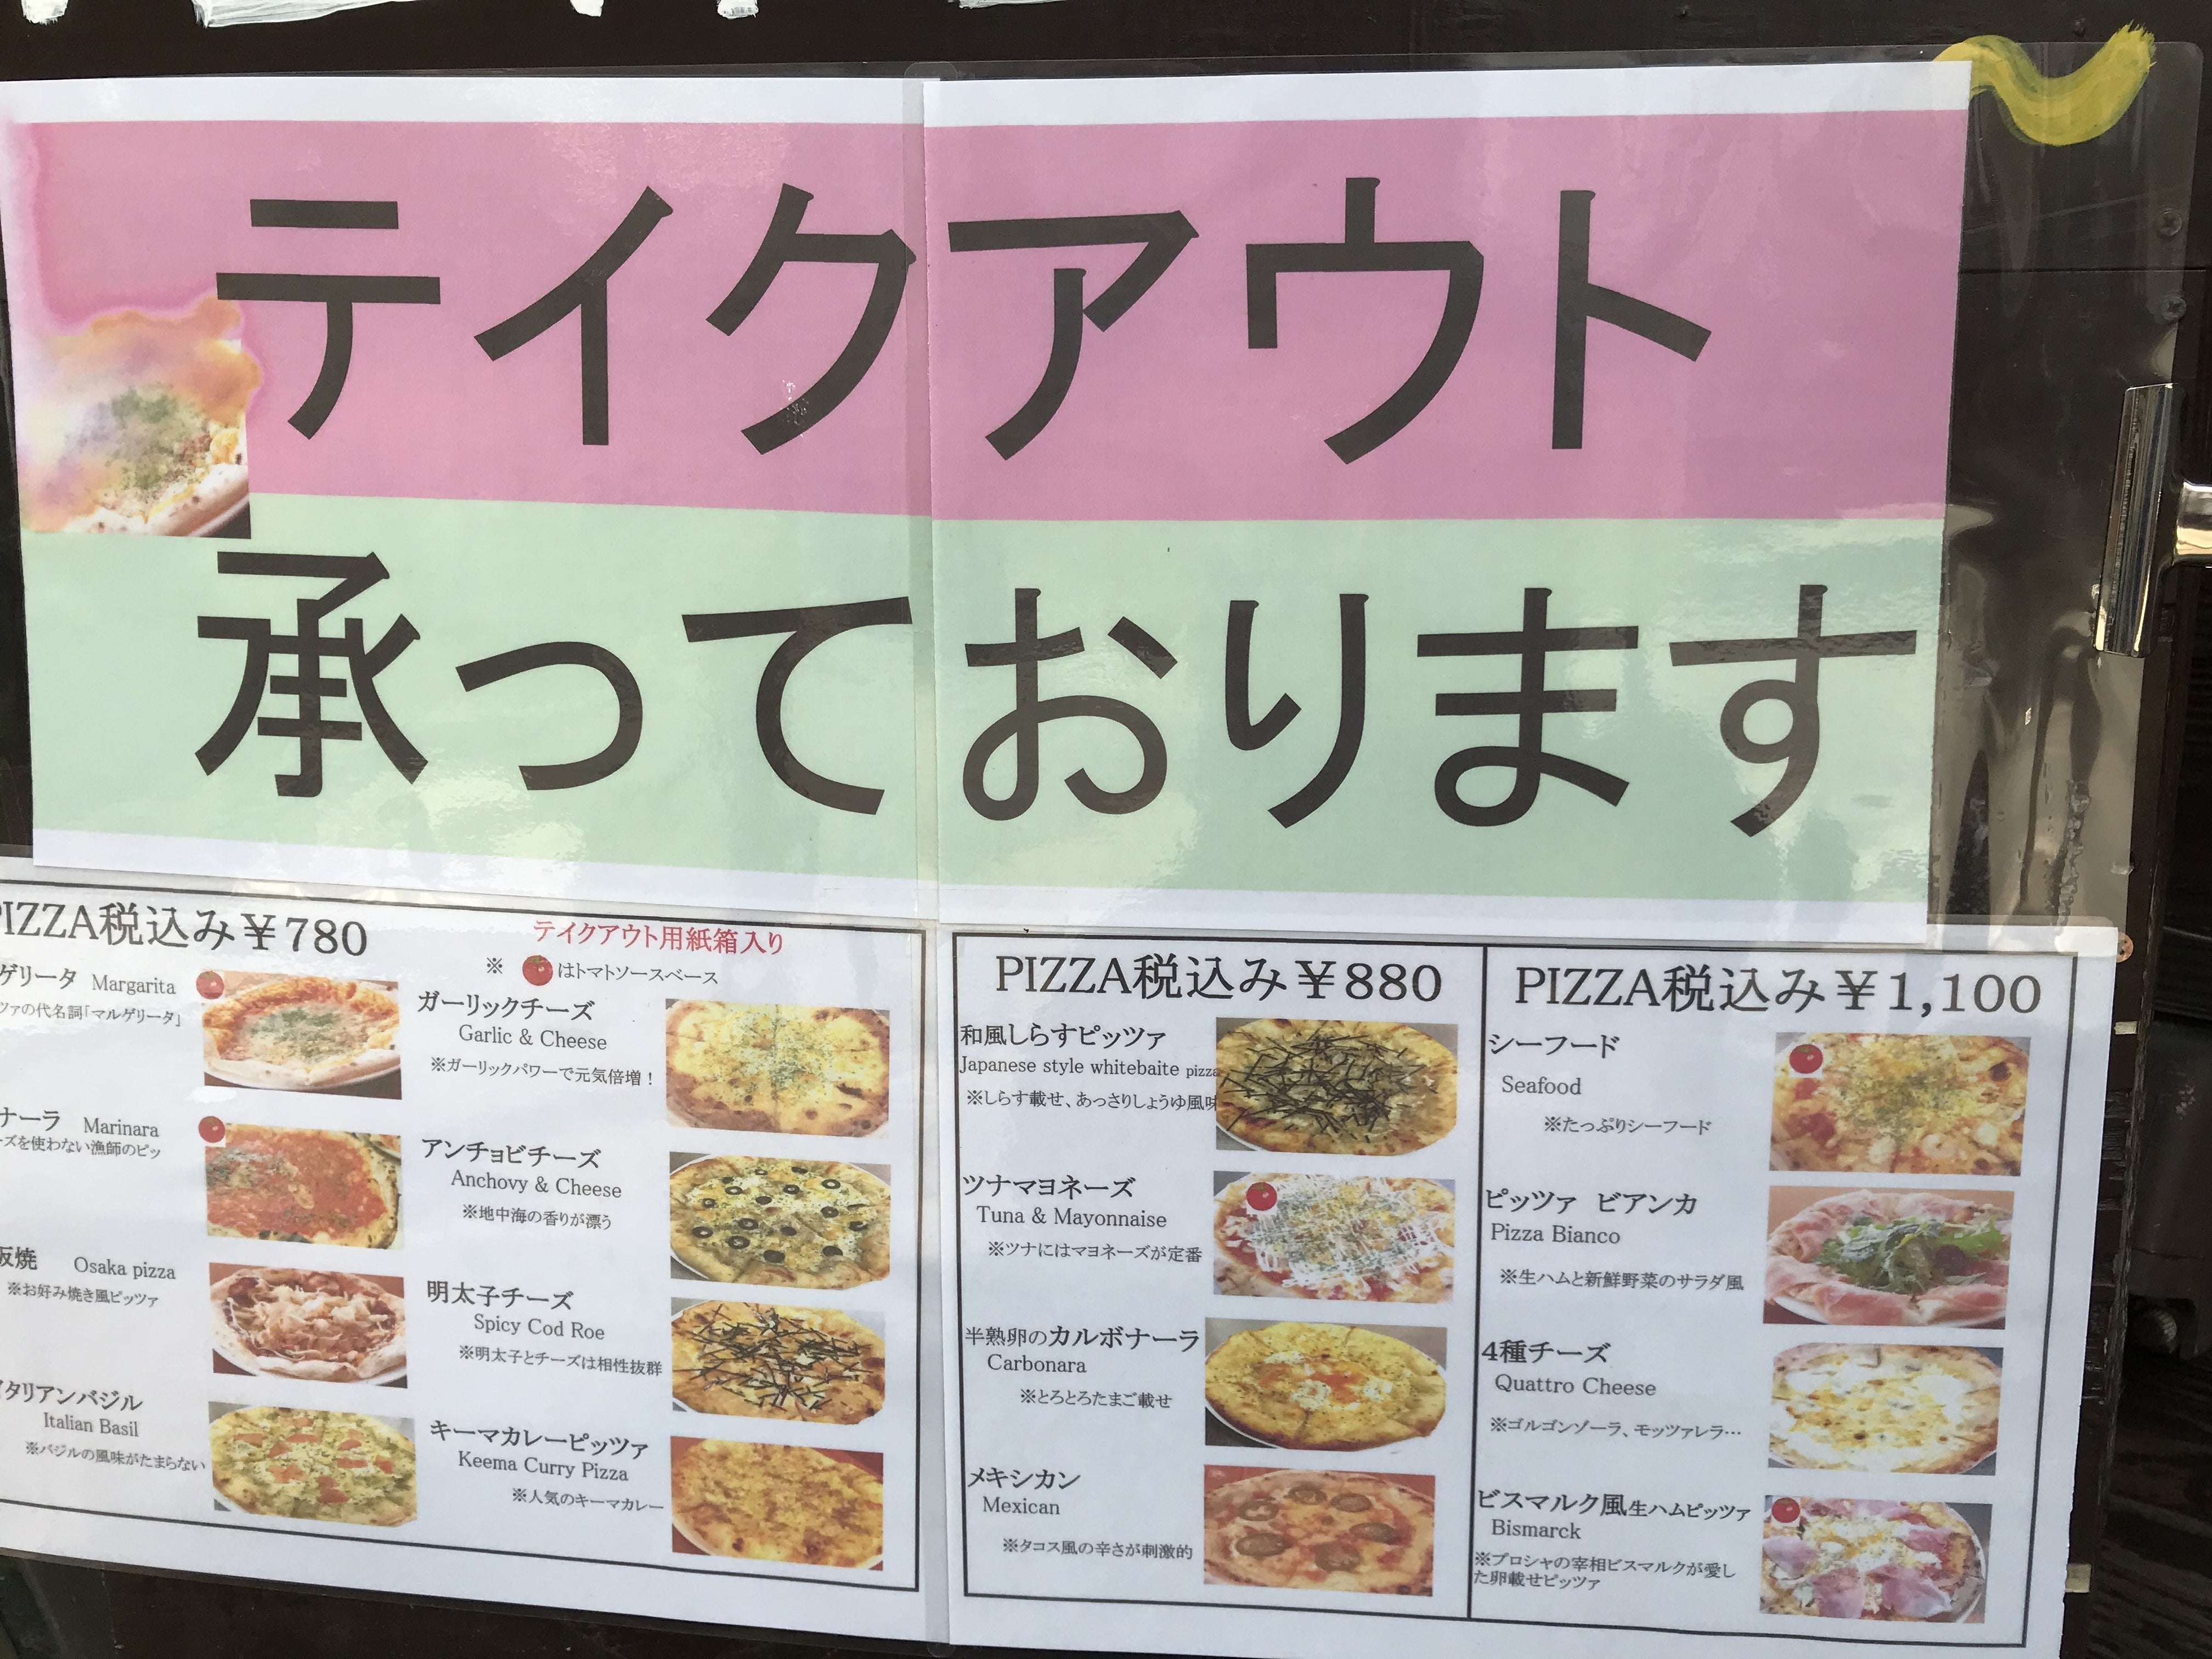 テイクアウト
承っております
PIZZA税込み￥780
テイクアウト用紙箱入り
※ はトマトソースベース
ゲリータ Margarita
ツァの代名詞「マルゲリータ」
ナーラ Marinara
ズを使わない漁師のピッ
阪焼 Osaka pizza
※お好み焼き風ピッツァ
イタリアンバジル
Italian Basil
※バジルの風味がたまらない
ガーリックチーズ
Garlic & Cheese
※ガーリックパワーで元気倍増！
アンチョビチーズ
Anchovy & Cheese
※地中海の香りが漂う
明太子チーズ
Spicy Cod Roe
※明太子とチーズは相性抜群
キーマカレーピッツァ
Keema Curry Pizza
※人気のキーマカレー
PIZZA税込み￥880
和風しらすピッツァ
Japanese style whitebaite pizza
※しらす載せ、あっさりしょうゆ風味
ツナマヨネーズ
Tuna & Mayonnaise
※ツナにはマヨネーズが定番
半熟卵のカルボナーラ
Carbonara
※とろとろたまご載せ
メキシカン
Mexican
※タコス風の辛さが刺激的
PIZZA税込み￥1,100
シーフード
Seafood
※たっぷりシーフード
ピッツァ ビアンカ
Pizza Bianco
※生ハムと新鮮野菜のサラダ風
4種チーズ
Quattro Cheese
※ゴルゴンゾーラ、モッツァレラ…
ビスマルク風生ハムピッツァ
Bismarck
※プロシャの宰相ビスマルクが愛し
た卵載せピッツァ